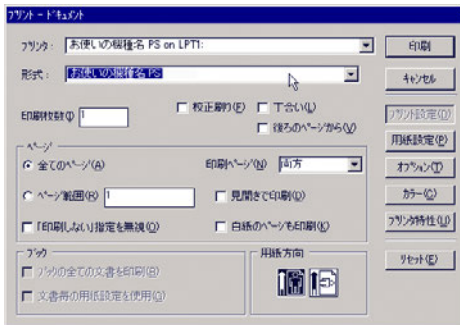 プリント - ドキュメント
プリンタ： お使いの機種名 PS on LPT1:
印刷
形式： お使いの機種名 PS
キャンセル
印刷枚数(I) 1
校正刷り(F)
丁合い(L)
プリント設定(D)
後ろのページから(V)
用紙設定(P)
ページ
全てのページ(A)
印刷ページ(N) 両方
オプション(T)
ページ範囲(R) 1
見開きで印刷(D)
カラー(C)
「印刷しない」指定を無視(O)
白紙のページも印刷(K)
プリンタ特性(U)
ブック
用紙方向
リセット(E)
ブックの全ての文書を印刷(B)
文書毎の用紙設定を使用(G)